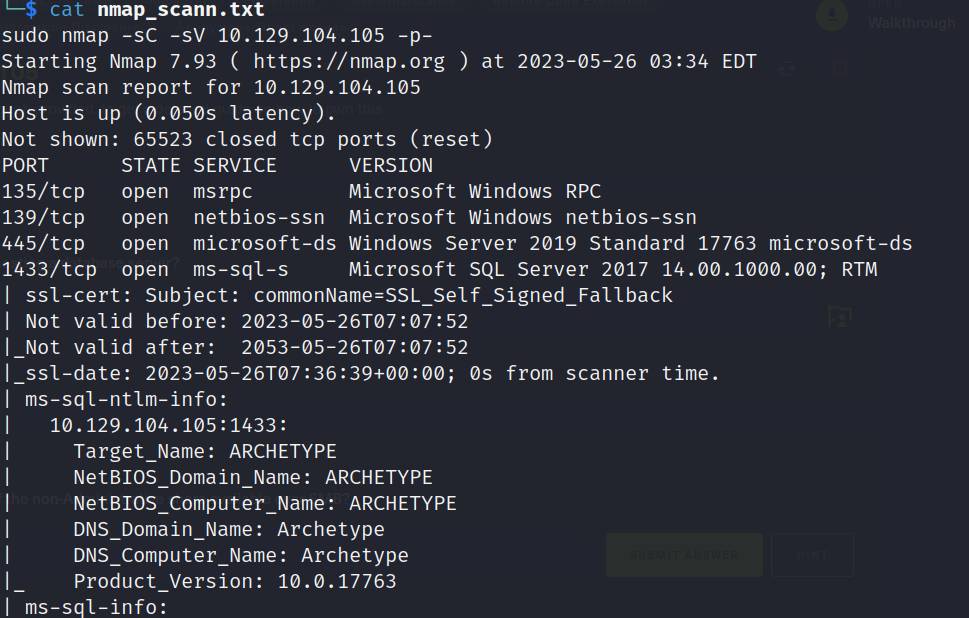 └─$ cat nmap_scann.txt
sudo nmap -sC -sV 10.129.104.105 -p-
Starting Nmap 7.93 ( https://nmap.org ) at 2023-05-26 03:34 EDT
Nmap scan report for 10.129.104.105
Host is up (0.050s latency).
Not shown: 65523 closed tcp ports (reset)
PORT     STATE SERVICE      VERSION
135/tcp  open  msrpc        Microsoft Windows RPC
139/tcp  open  netbios-ssn  Microsoft Windows netbios-ssn
445/tcp  open  microsoft-ds Windows Server 2019 Standard 17763 microsoft-ds
1433/tcp open  ms-sql-s     Microsoft SQL Server 2017 14.00.1000.00; RTM
| ssl-cert: Subject: commonName=SSL_Self_Signed_Fallback
| Not valid before: 2023-05-26T07:07:52
|_Not valid after:  2053-05-26T07:07:52
|_ssl-date: 2023-05-26T07:36:39+00:00; 0s from scanner time.
| ms-sql-ntlm-info:
|   10.129.104.105:1433:
|     Target_Name: ARCHETYPE
|     NetBIOS_Domain_Name: ARCHETYPE
|     NetBIOS_Computer_Name: ARCHETYPE
|     DNS_Domain_Name: Archetype
|     DNS_Computer_Name: Archetype
|_    Product_Version: 10.0.17763
| ms-sql-info:
Walkthrough
SUBMIT ANSWER
HINT